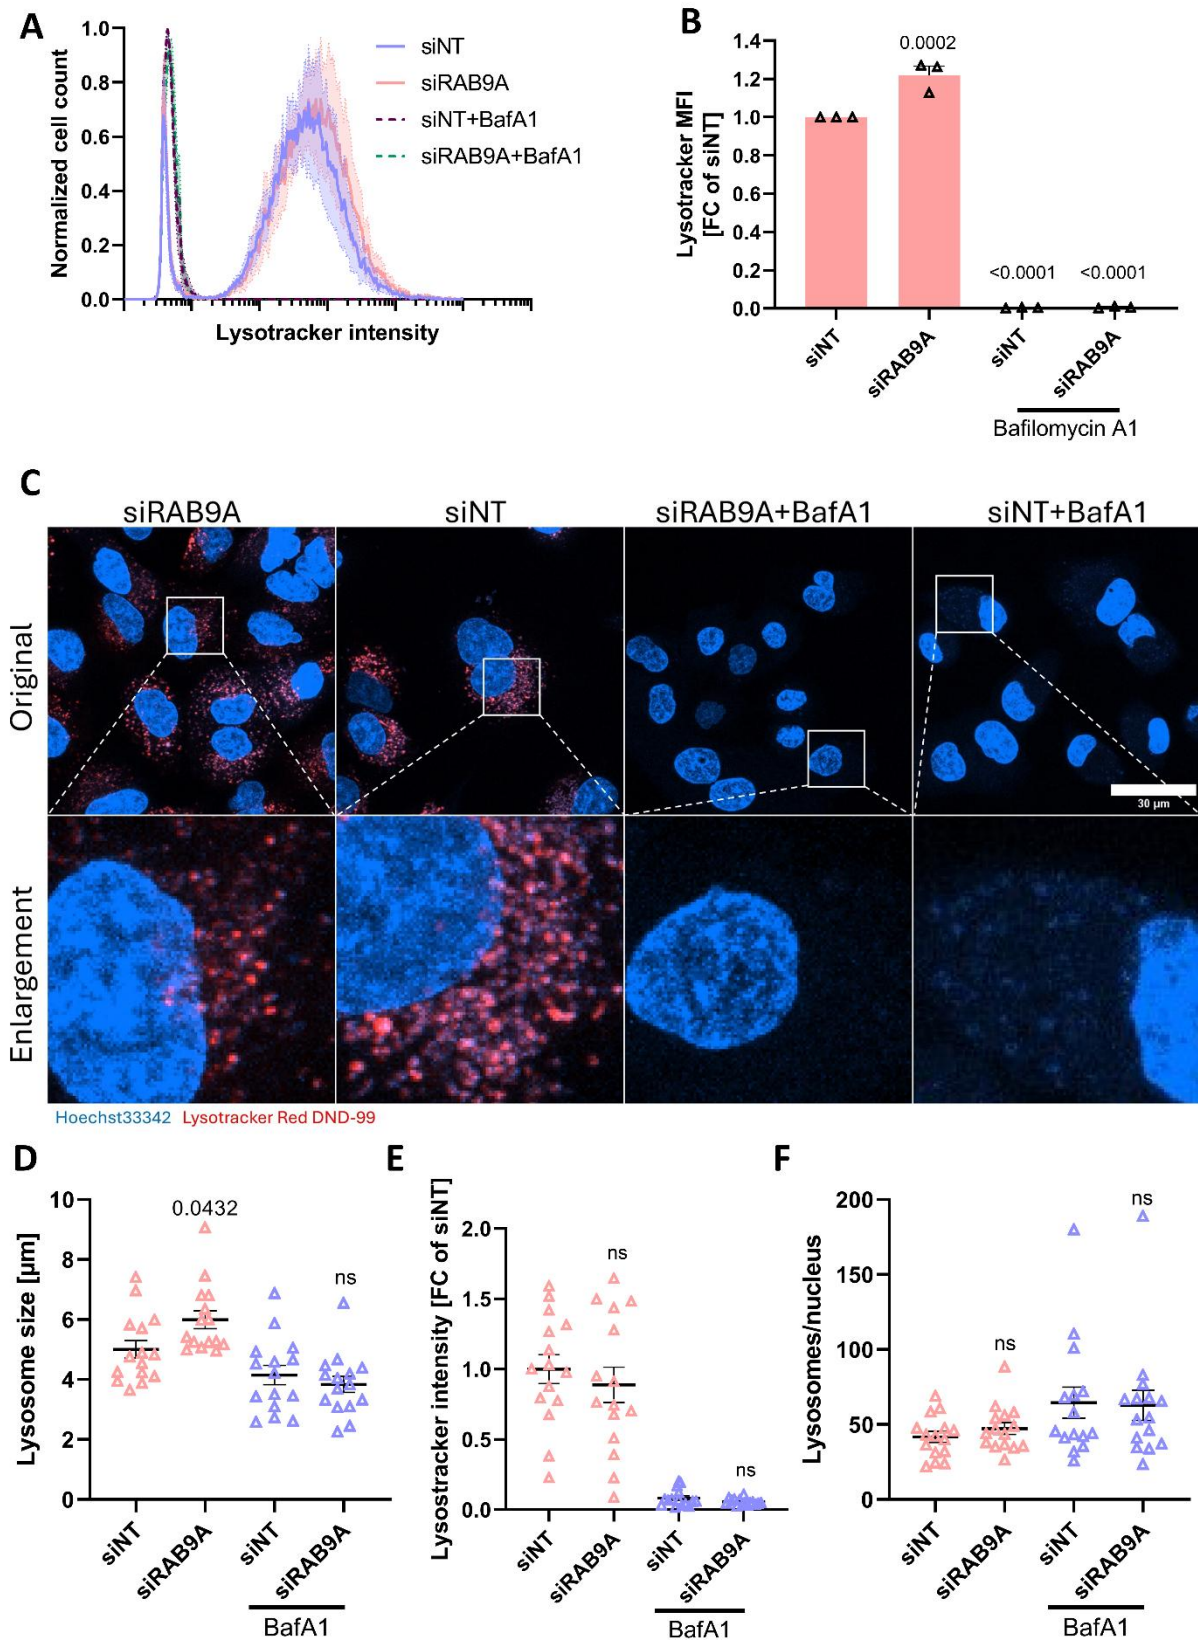 A
1.0
0.8
0.6
0.4
0.2
0.0
Normalized cell count
Lysotracker intensity
siNT
siRAB9A
siNT+BafA1
siRAB9A+BafA1
B
1.4
1.2
1.0
0.8
0.6
0.4
0.2
0.0
Lysotracker MFI
[FC of siNT]
0.0002
<0.0001
<0.0001
siNT
siRAB9A
siNT
siRAB9A
Bafilomycin A1
C
siRAB9A
siNT
siRAB9A+BafA1
siNT+BafA1
Original
30 µm
Enlargement
Hoechst33342 Lysotracker Red DND-99
D
10
8
6
4
2
0
Lysosome size [µm]
0.0432
ns
siNT
siRAB9A
siNT
siRAB9A
BafA1
E
2.0
1.5
1.0
0.5
0.0
Lysostracker intensity [FC of siNT]
ns
ns
siNT
siRAB9A
siNT
siRAB9A
BafA1
F
200
150
100
50
0
Lysosomes/nucleus
ns
ns
siNT
siRAB9A
siNT
siRAB9A
BafA1